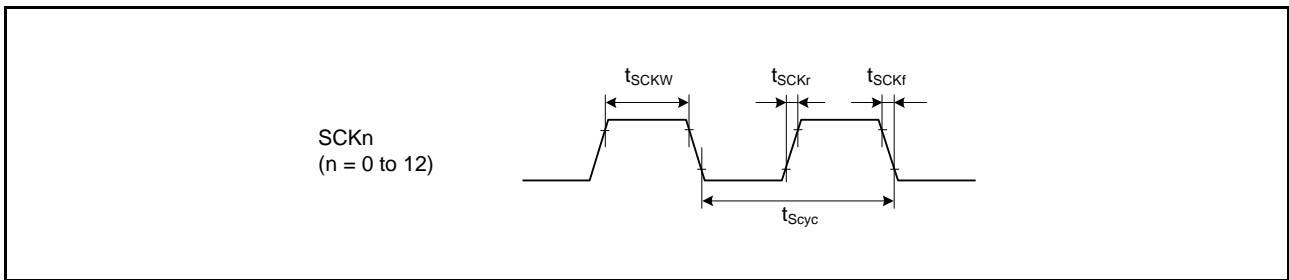 tSCKW
tSCKr
tSCKf
SCKn
(n = 0 to 12)
tScyc